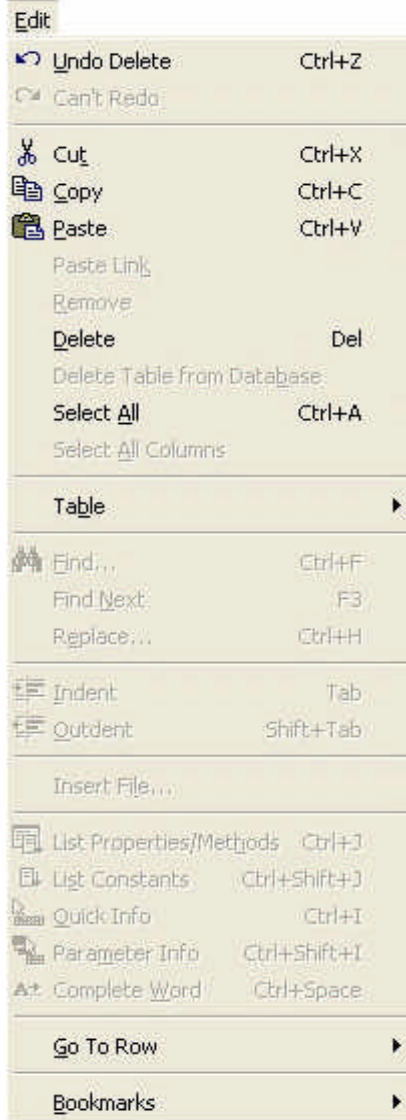 Edit
Undo Delete Ctrl+Z
Can't Redo
Cut Ctrl+X
Copy Ctrl+C
Paste Ctrl+V
Paste Link
Remove
Delete Del
Delete Table from Database
Select All Ctrl+A
Select All Columns
Table
Find... Ctrl+F
Find Next F3
Replace... Ctrl+H
Indent Tab
Outdent Shift+Tab
Insert File...
List Properties/Methods Ctrl+J
List Constants Ctrl+Shift+J
Quick Info Ctrl+I
Parameter Info Ctrl+Shift+I
Complete Word Ctrl+Space
Go To Row
Bookmarks